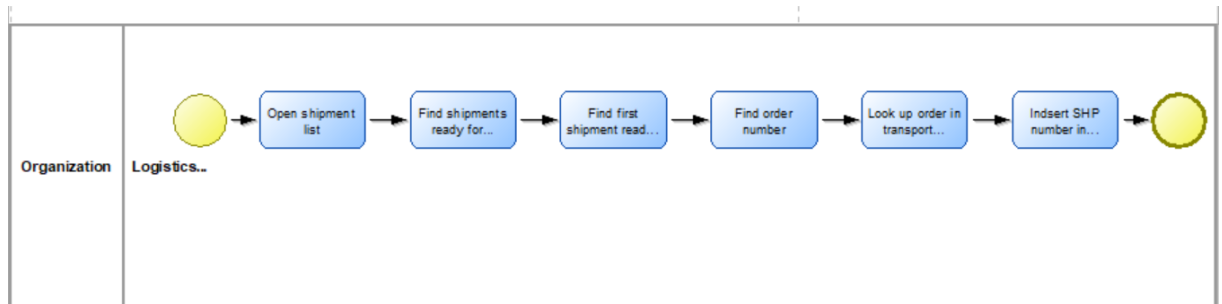 Open shipment
list
Find shipments
ready for...
Find first
shipment read...
Find order
number
Look up order in
transport...
Indsert SHP
number in...
Organization
Logistics...